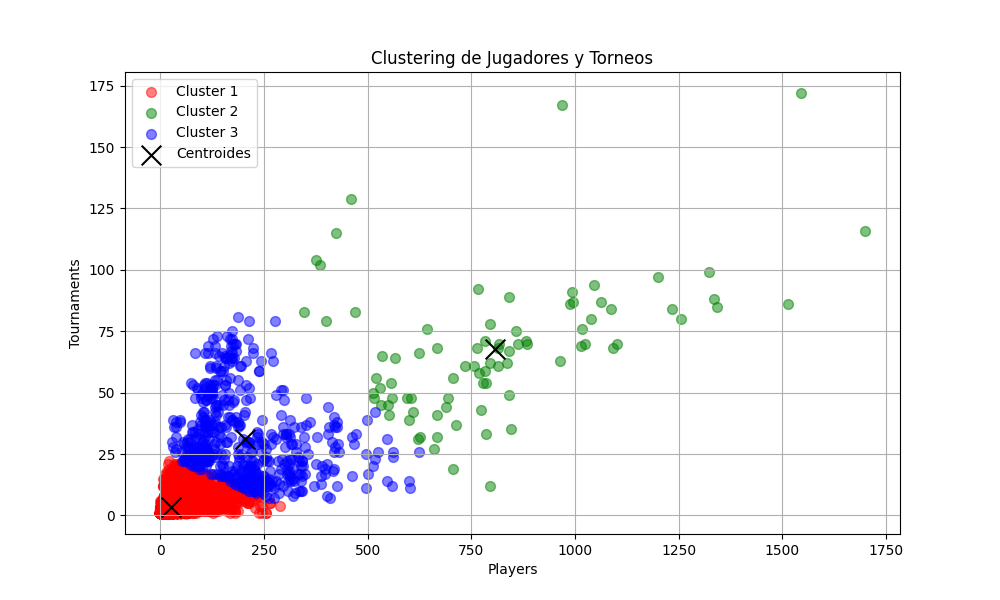 Clustering de Jugadores y Torneos
Cluster 1
Cluster 2
Cluster 3
Centroides
Tournaments
175
150
125
100
75
50
25
0
0
250
500
750
1000
1250
1500
1750
Players